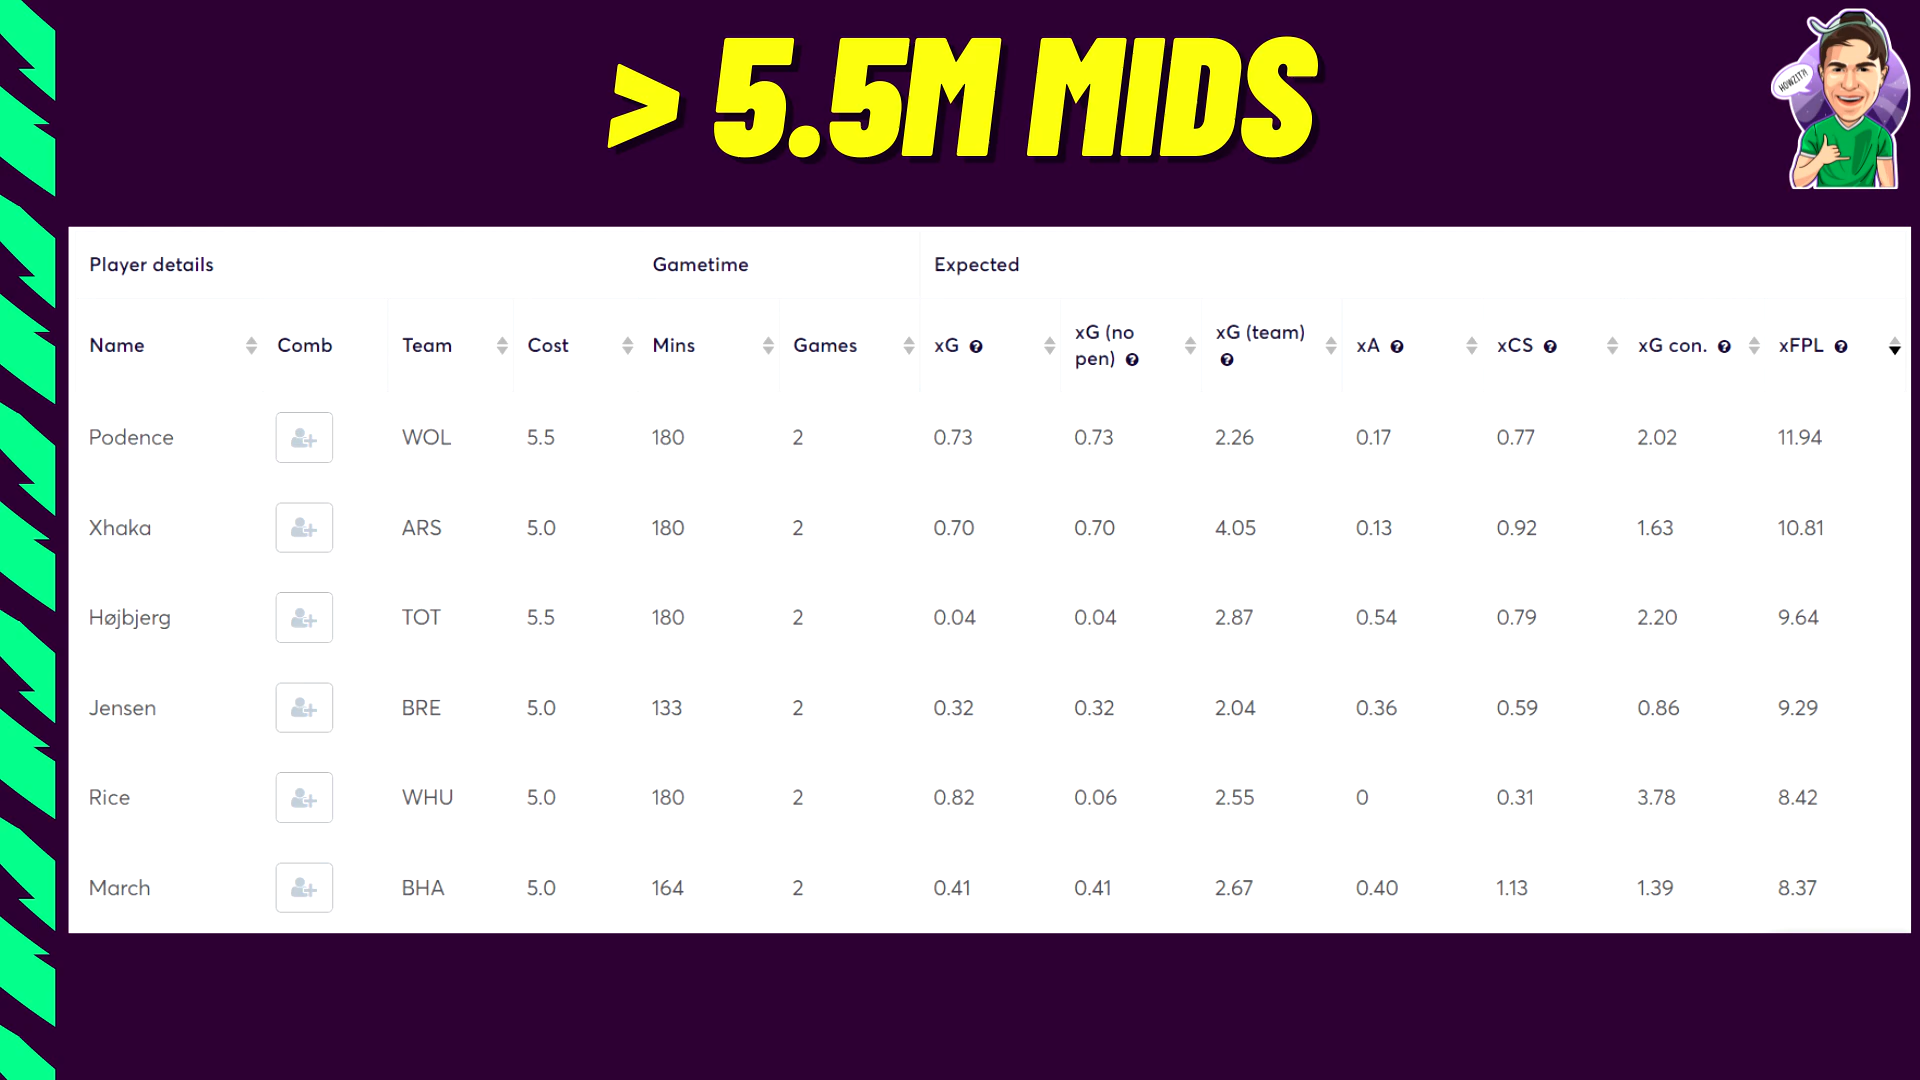 > 5.5M MIDS
HOWZIT?!
Player details Gametime Expected
Name Comb Team Cost Mins Games xG xG (no pen) xG (team) xA xCS xG con. xFPL
Podence WOL 5.5 180 2 0.73 0.73 2.26 0.17 0.77 2.02 11.94
Xhaka ARS 5.0 180 2 0.70 0.70 4.05 0.13 0.92 1.63 10.81
Højbjerg TOT 5.5 180 2 0.04 0.04 2.87 0.54 0.79 2.20 9.64
Jensen BRE 5.0 133 2 0.32 0.32 2.04 0.36 0.59 0.86 9.29
Rice WHU 5.0 180 2 0.82 0.06 2.55 0 0.31 3.78 8.42
March BHA 5.0 164 2 0.41 0.41 2.67 0.40 1.13 1.39 8.37